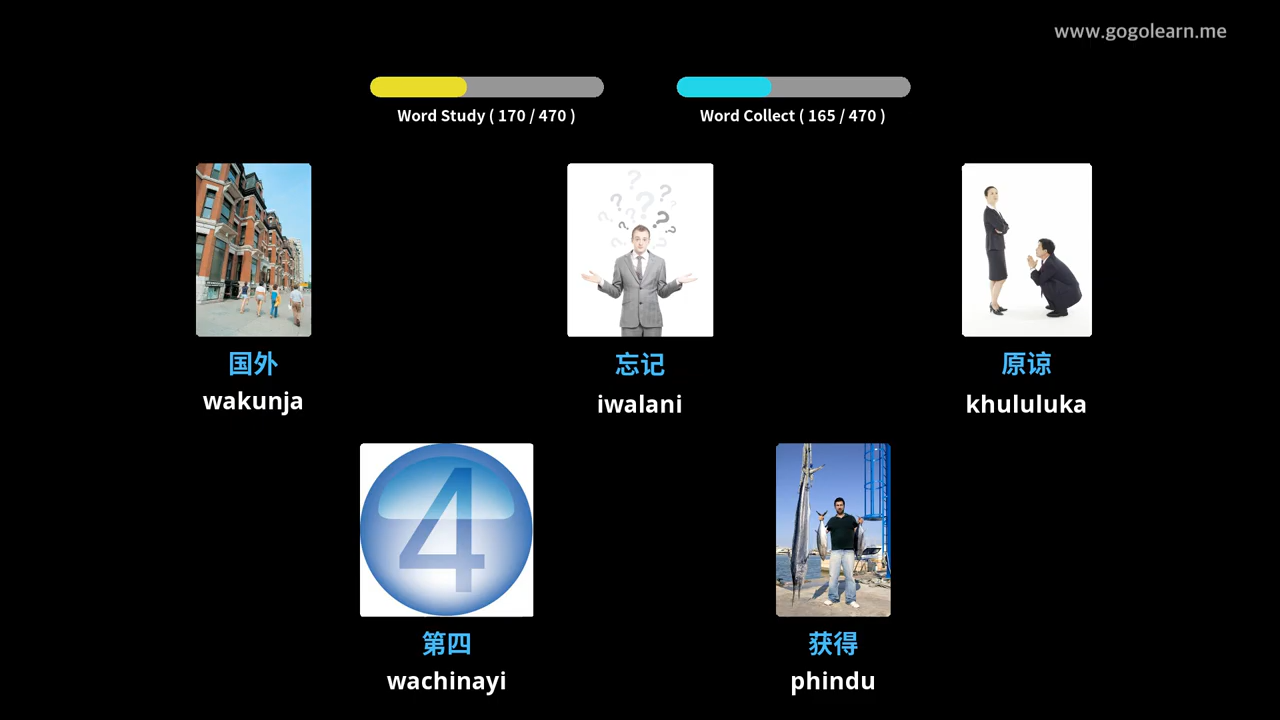 www.gogolearn.me
Word Study ( 170 / 470 )
Word Collect ( 165 / 470 )
国外
wakunja
忘记
iwalani
原谅
khululuka
4
第四
wachinayi
获得
phindu